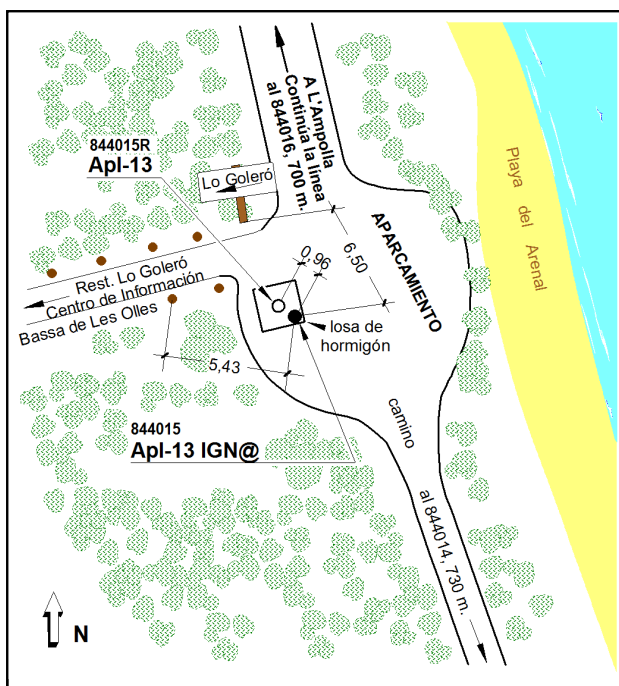 A L'Ampolla
Continúa la línea
al 844016, 700 m.
844015R
Apl-13
Lo Goleró
Playa del Arenal
APARCAMIENTO
0,96
6,50
Rest. Lo Goleró
Centro de Información
Bassa de Les Olles
losa de
hormigón
5,43
camino
844015
Apl-13 IGN@
al 844014, 730 m.
N